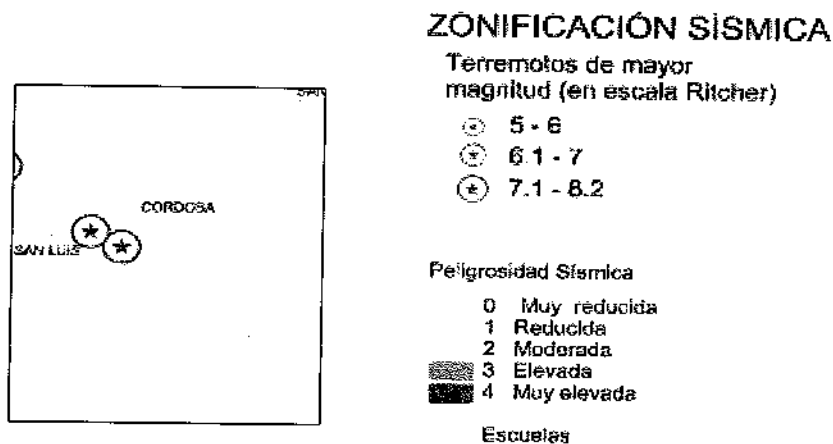 ZONIFICACIÓN SÍSMICA
Terremotos de mayor
magnitud (en escala Ritcher)
5 - 6
6.1 - 7
7.1 - 8.2
CORDOBA
SAN LUIS
Peligrosidad Sísmica
0 Muy reducida
1 Reducida
2 Moderada
3 Elevada
4 Muy elevada
Escuelas